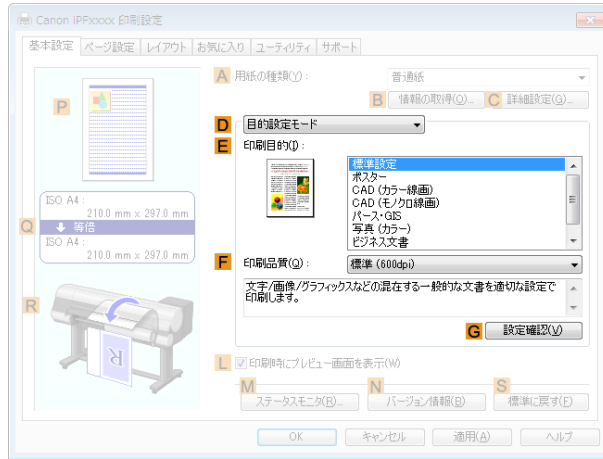 Canon iPFxxxx 印刷設定
基本設定 ページ設定 レイアウト お気に入り ユーティリティ サポート
P
A 用紙の種類(Y): 普通紙
B 情報の取得(O)... C 詳細設定(G)...
D 目的設定モード
E 印刷目的(I):
標準設定
ポスター
CAD (カラー線画)
CAD (モノクロ線画)
パース・GIS
写真 (カラー)
ビジネス文書
Q
ISO A4:
210.0 mm x 297.0 mm
等倍
ISO A4:
210.0 mm x 297.0 mm
F 印刷品質(Q): 標準 (600dpi)
文字/画像/グラフィックスなどの混在する一般的な文書を適切な設定で
印刷します。
G 設定確認(V)
R
R
L 印刷時にプレビュー画面を表示(W)
M N S
ステータスモニタ(R)... バージョン情報(B) 標準に戻す(F)
OK キャンセル 適用(A) ヘルプ